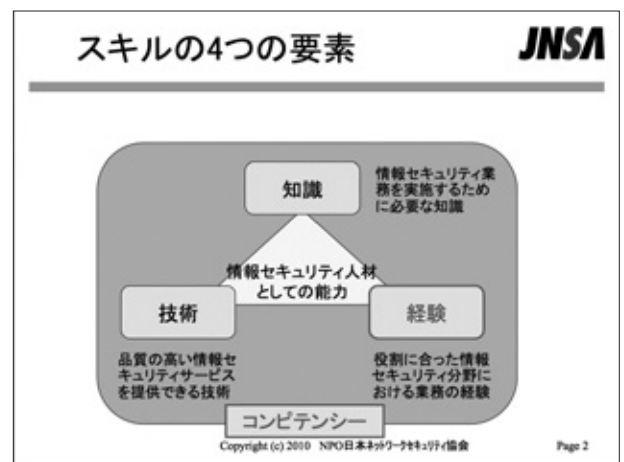 スキルの4つの要素
JNSA
知識
情報セキュリティ業
務を実施するため
に必要な知識
情報セキュリティ人材
としての能力
技術
経験
品質の高い情報セ
キュリティサービス
を提供できる技術
役割に合った情報
セキュリティ分野に
おける業務の経験
コンピテンシー
Copyright (c) 2010 NPO日本ネットワークセキュリティ協会
Page 2